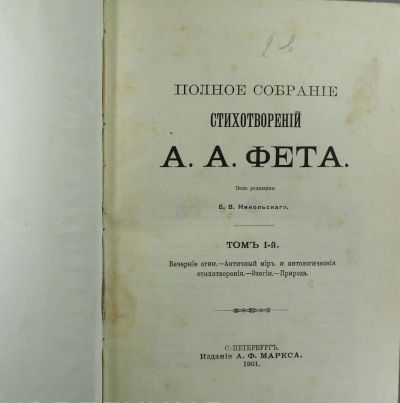 ПОЛНОЕ СОБРАНІЕ
СТИХОТВОРЕНІЙ
А. А. ФЕТА.
Подъ редакціею
Б. В. Никольскаго.
ТОМЪ I-й.
Вечерніе огни.—Античный міръ и антологическія
стихотворенія.—Элегіи.—Природа.
С.-ПЕТЕРБУРГЪ.
Изданіе А. Ф. МАРКСА.
1901.